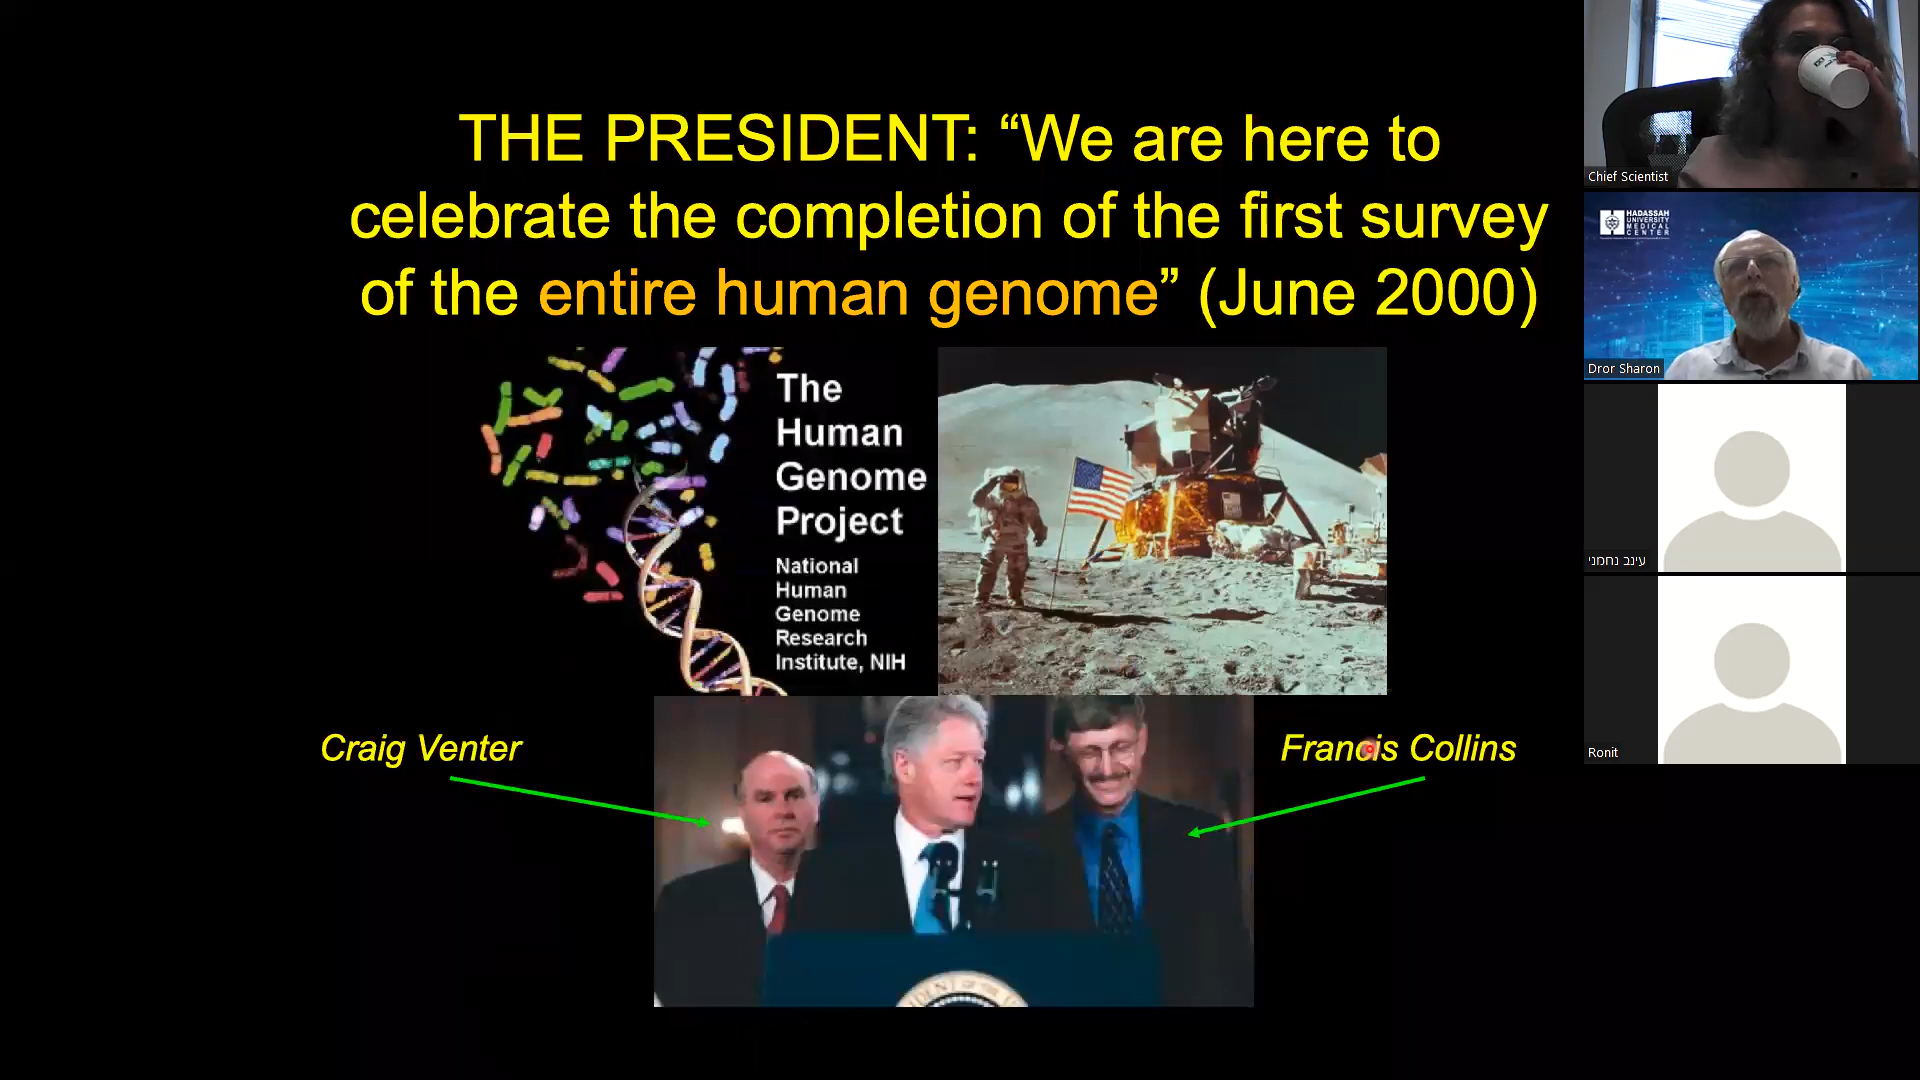 THE PRESIDENT: “We are here to
celebrate the completion of the first survey
of the entire human genome” (June 2000)
The
Human
Genome
Project
National
Human
Genome
Research
Institute, NIH
Craig Venter
Francis Collins
Chief Scientist
HADASSAH
UNIVERSITY
MEDICAL
CENTER
Dror Sharon
עינב נחמני
Ronit